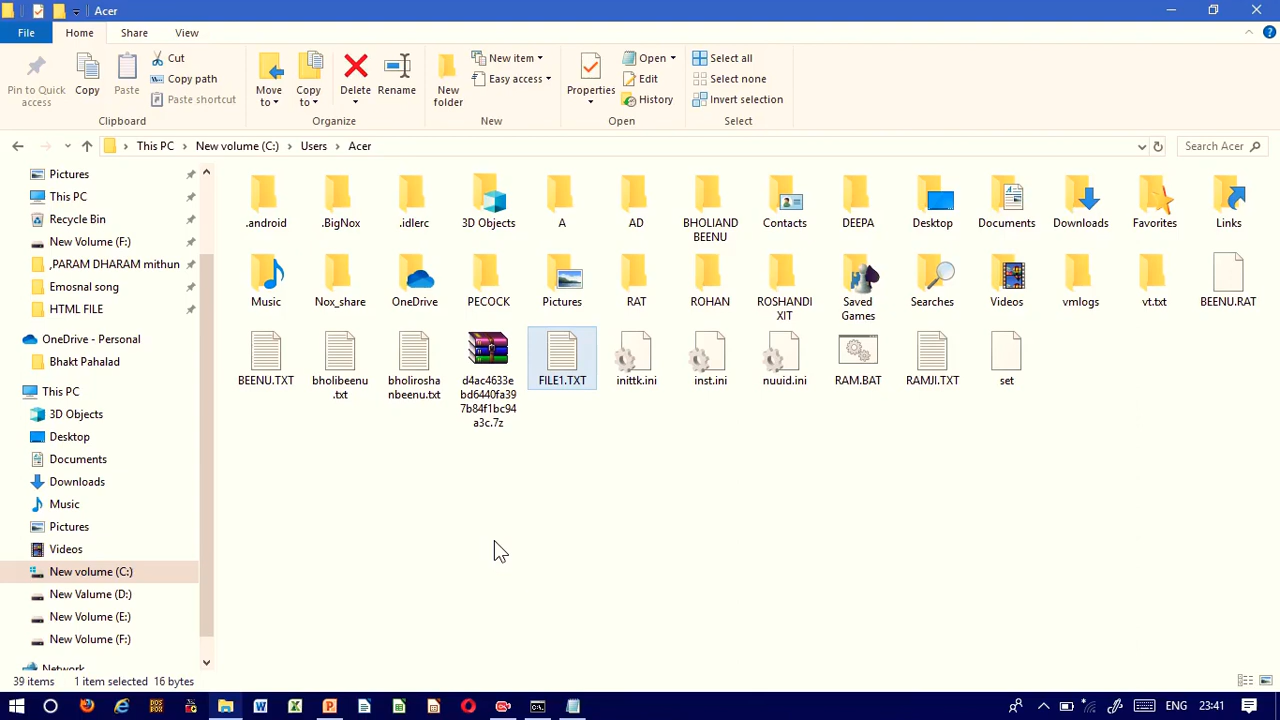 Acer
File
Home
Share
View
Pin to Quick
access
Copy
Paste
Cut
Copy path
Paste shortcut
Clipboard
Move
to
Copy
to
Delete
Rename
Organize
New
folder
New item
Easy access
New
Properties
Open
Edit
History
Open
Select all
Select none
Invert selection
Select
This PC
New volume (C:)
Users
Acer
Search Acer
Pictures
This PC
Recycle Bin
New Volume (F:)
,PARAM DHARAM mithun
Emosnal song
HTML FILE
OneDrive - Personal
Bhakt Pahalad
This PC
3D Objects
Desktop
Documents
Downloads
Music
Pictures
Videos
New volume (C:)
New Valume (D:)
New Volume (E:)
New Volume (F:)
Network
.android
.BigNox
.idlerc
3D Objects
A
AD
BHOLIAND
BEENU
Contacts
DEEPA
Desktop
Documents
Downloads
Favorites
Links
Music
Nox_share
OneDrive
PECOCK
Pictures
RAT
ROHAN
ROSHANDI
XIT
Saved
Games
Searches
Videos
vmlogs
vt.txt
BEENU.RAT
BEENU.TXT
bholibeenu
.txt
bholirosha
nbeenu.txt
d4ac4633e
bd6440fa39
7b84f1bc94
a3c.7z
FILE1.TXT
inittk.ini
inst.ini
nuuid.ini
RAM.BAT
RAMJI.TXT
set
39 items
1 item selected 16 bytes
ENG
23:41